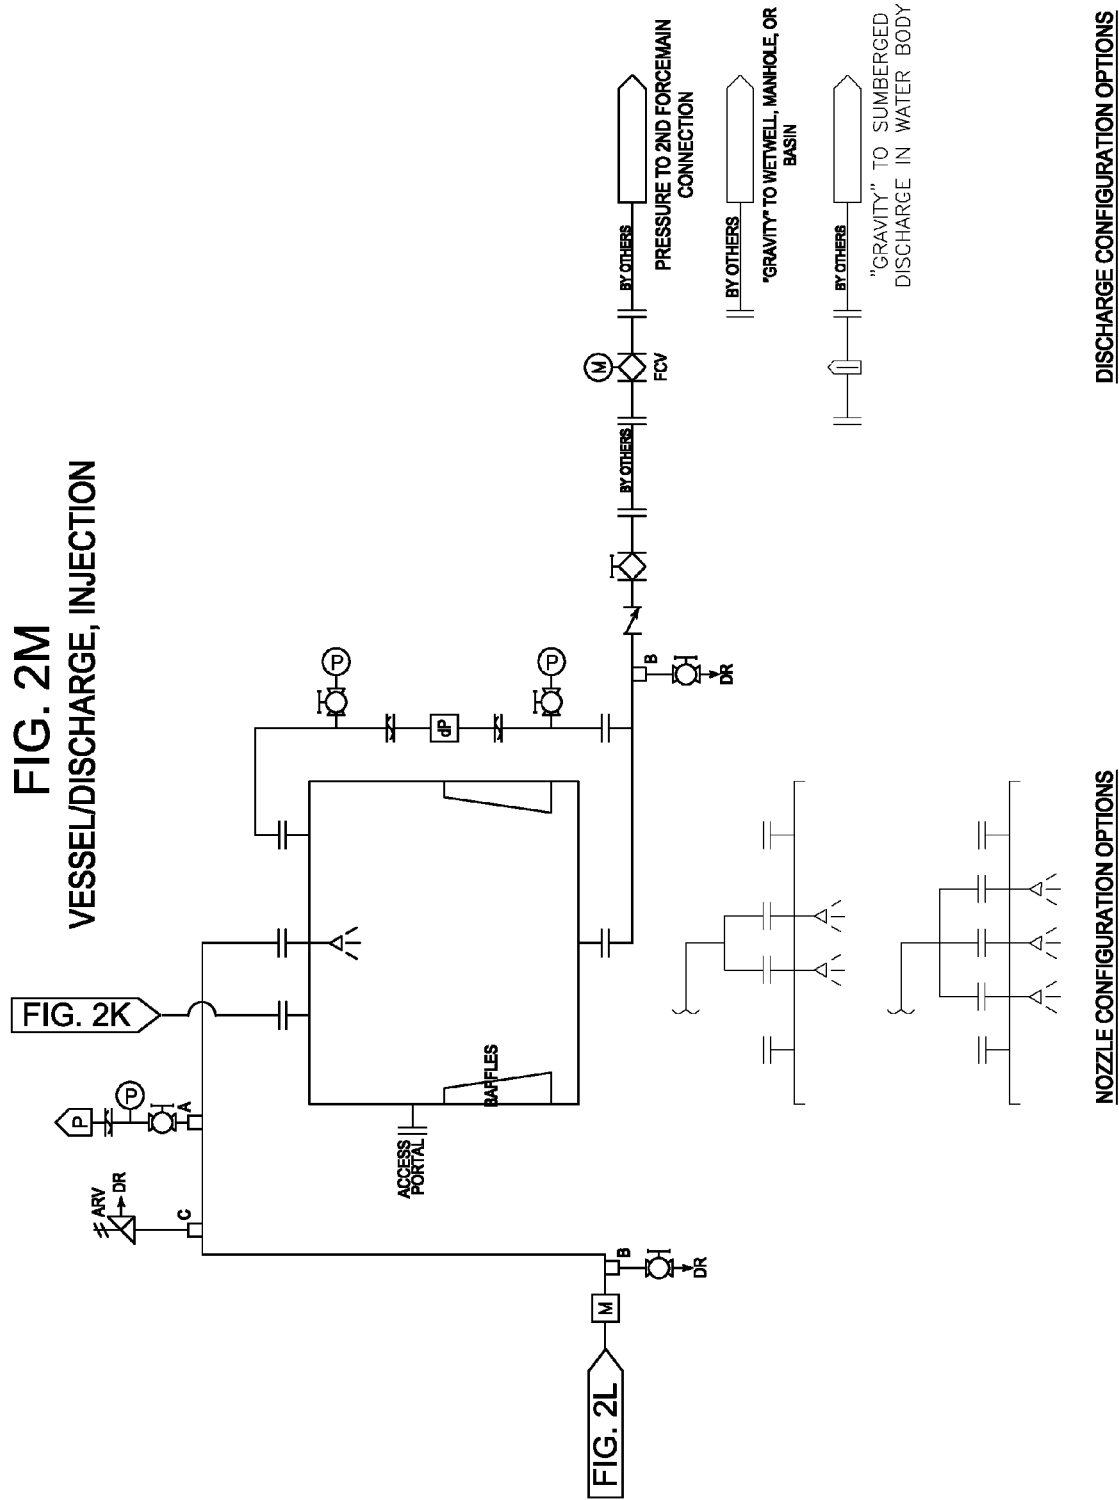 FIG. 2M
VESSEL/DISCHARGE, INJECTION
FIG. 2K
FIG. 2L
M
B
DR
C
ARV
DR
A
P
P
ACCESS
PORTAL
BAFFLES
P
dP
P
B
DR
BY OTHERS
M
FCV
BY OTHERS
PRESSURE TO 2ND FORCEMAIN
CONNECTION
BY OTHERS
"GRAVITY" TO WETWELL, MANHOLE, OR
BASIN
BY OTHERS
"GRAVITY" TO SUMBERGED
DISCHARGE IN WATER BODY
NOZZLE CONFIGURATION OPTIONS
DISCHARGE CONFIGURATION OPTIONS